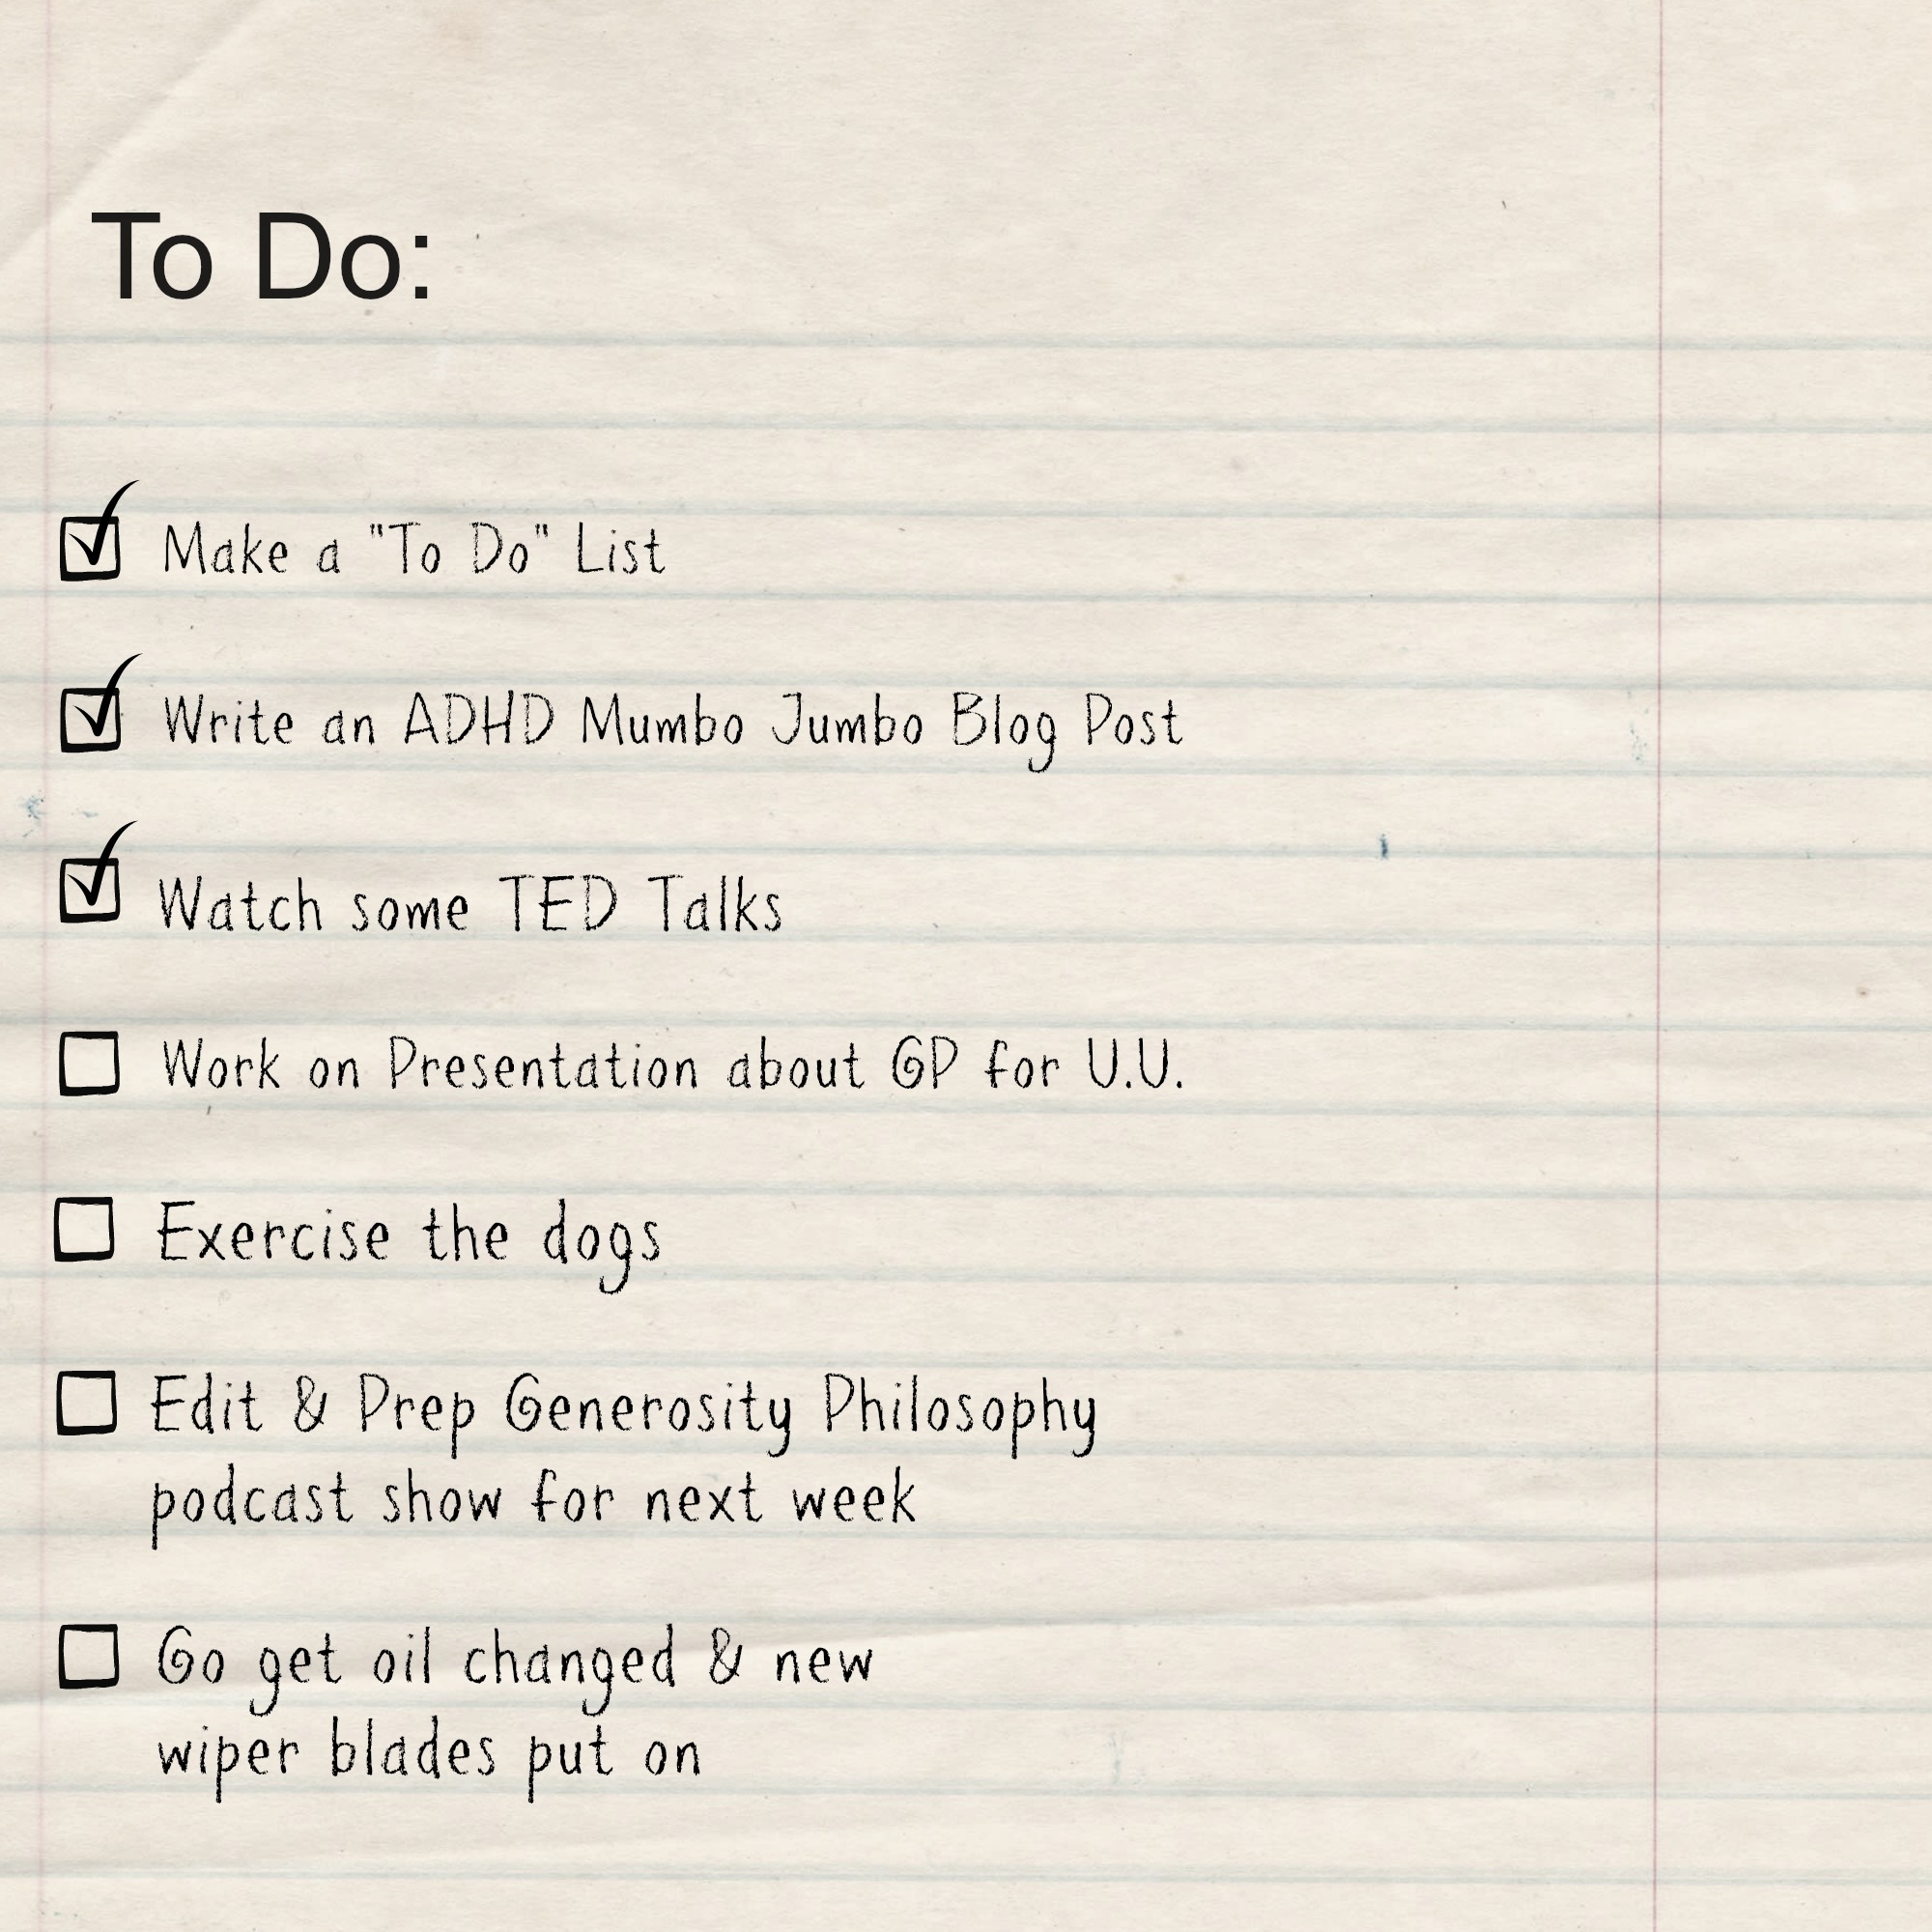 To Do:
Make a "To Do" List
Write an ADHD Mumbo Jumbo Blog Post
Watch some TED Talks
Work on Presentation about GP for U.U.
Exercise the dogs
Edit & Prep Generosity Philosophy
podcast show for next week
Go get oil changed & new
wiper blades put on